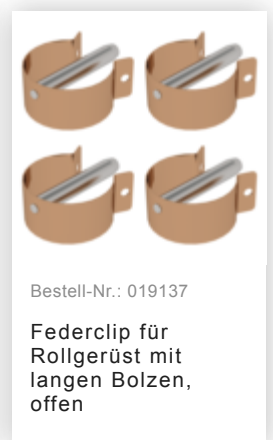 Bestell-Nr.: 019137
Federclip für
Rollgerüst mit
langen Bolzen,
offen